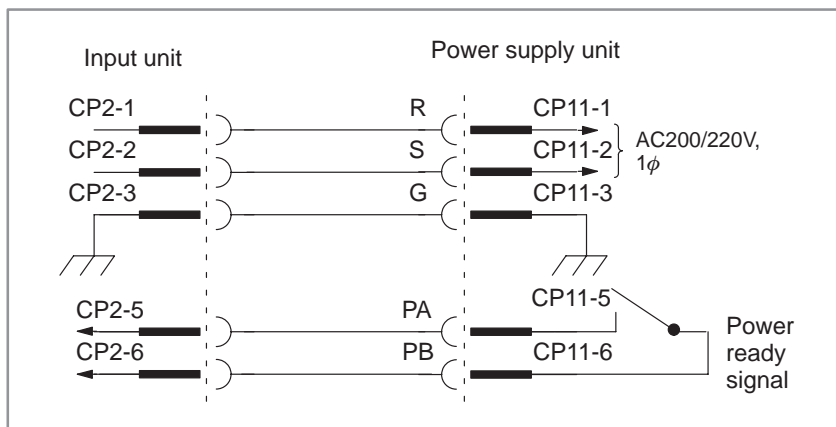 Input unit
Power supply unit
CP2-1
R
CP11-1
CP2-2
S
CP11-2
AC200/220V,
1ϕ
CP2-3
G
CP11-3
CP2-5
PA
CP11-5
CP2-6
PB
CP11-6
Power
ready
signal